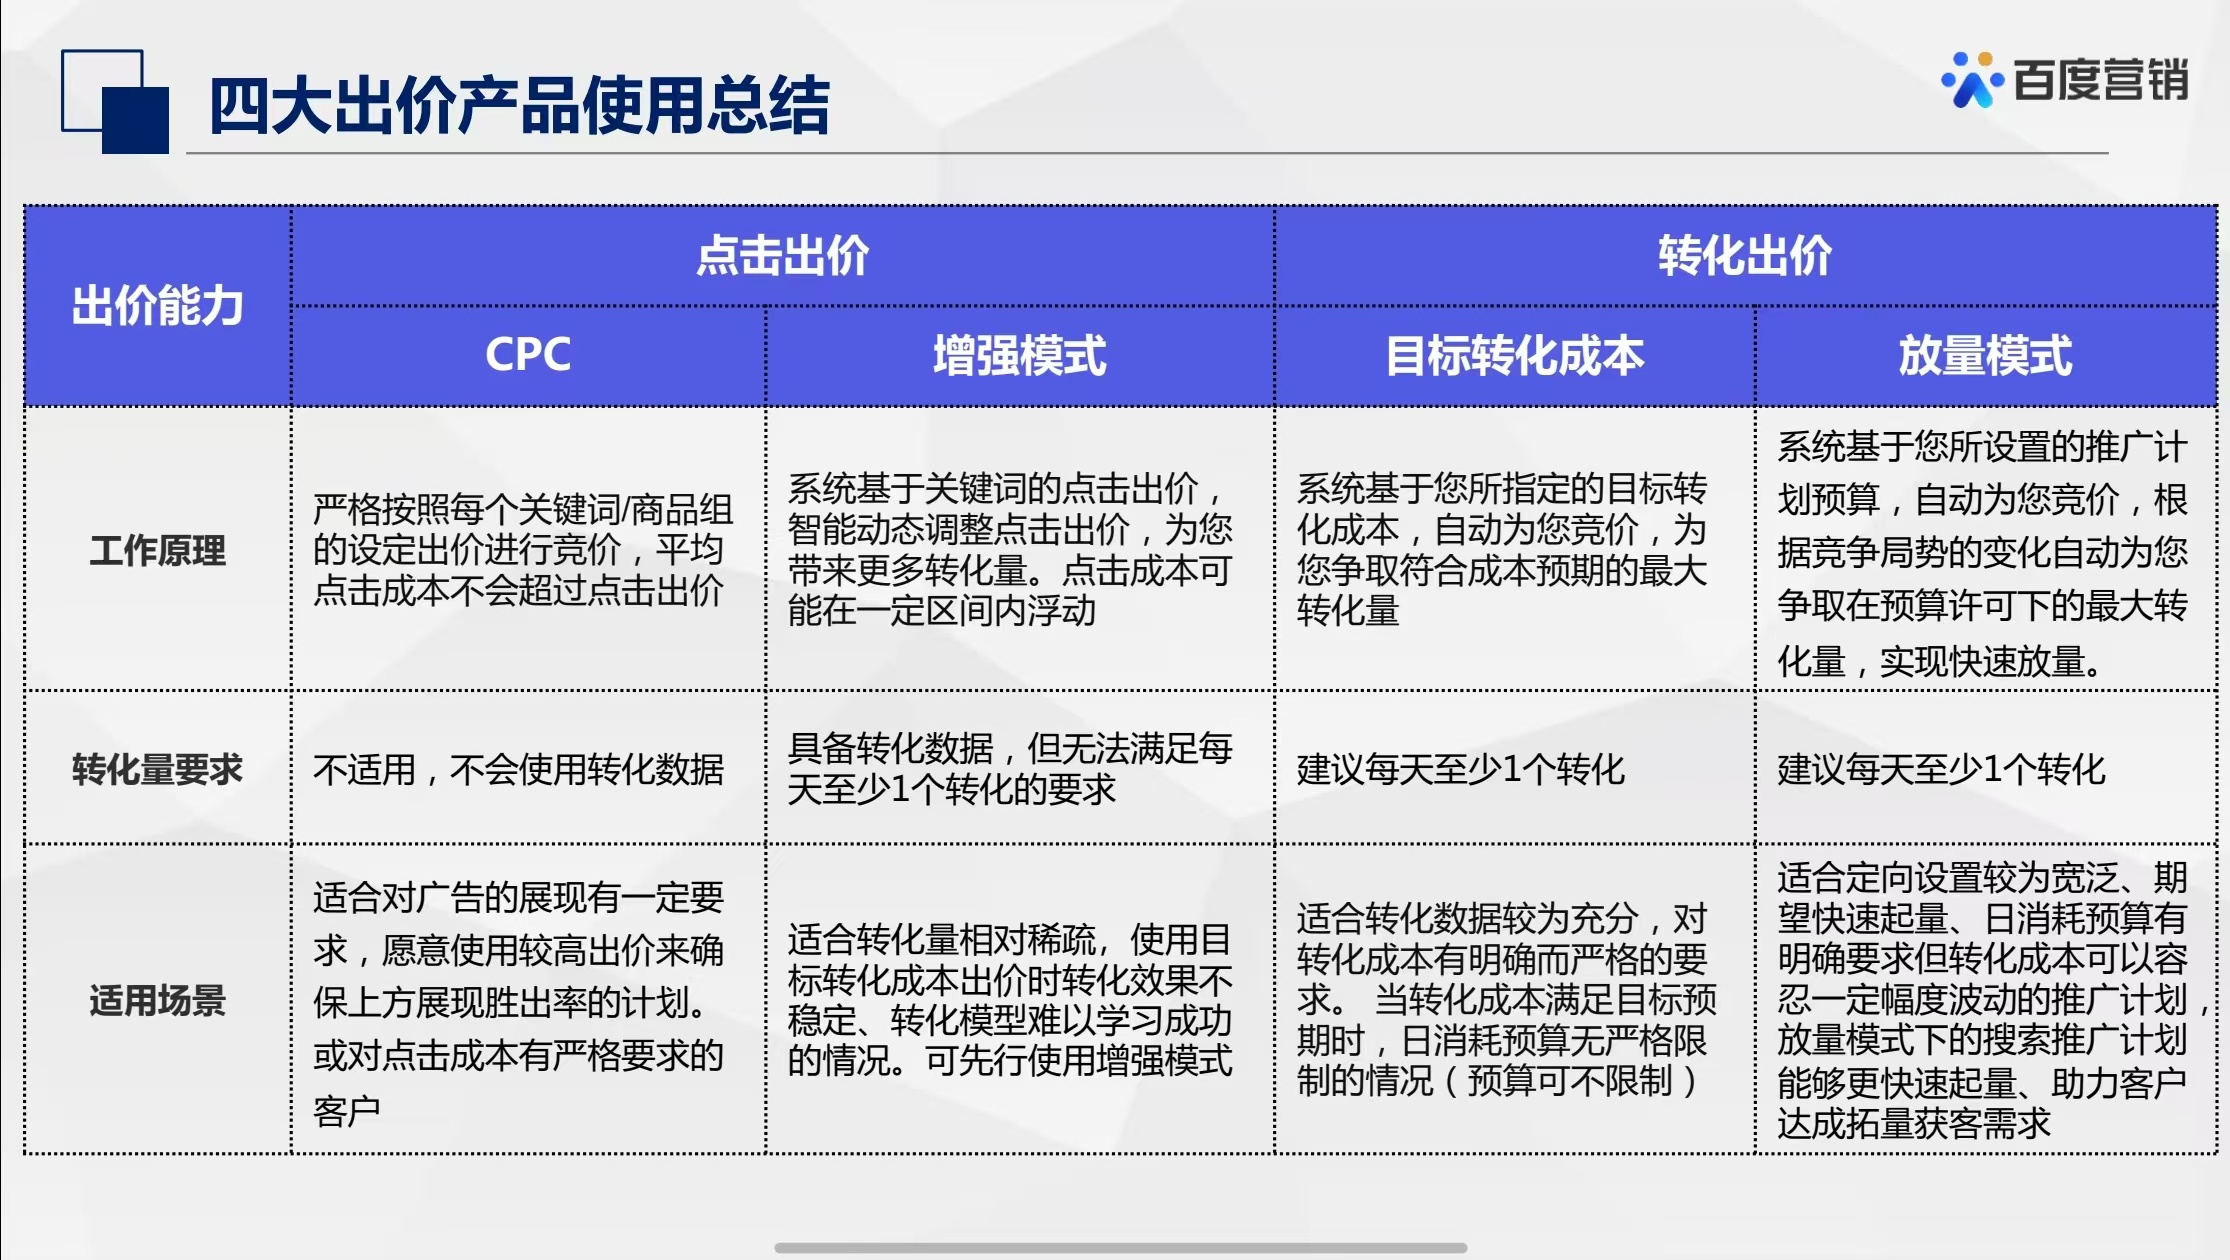 四大出价产品使用总结
百度营销
出价能力
点击出价
转化出价
CPC
增强模式
目标转化成本
放量模式
工作原理
严格按照每个关键词/商品组
的设定出价进行竞价，平均
点击成本不会超过点击出价
系统基于关键词的点击出价，
智能动态调整点击出价，为您
带来更多转化量。点击成本可
能在一定区间内浮动
系统基于您所指定的目标转
化成本，自动为您竞价，为
您争取符合成本预期的最大
转化量
系统基于您所设置的推广计
划预算，自动为您竞价，根
据竞争局势的变化自动为您
争取在预算许可下的最大转
化量，实现快速放量。
转化量要求
不适用，不会使用转化数据
具备转化数据，但无法满足每
天至少1个转化的要求
建议每天至少1个转化
建议每天至少1个转化
适用场景
适合对广告的展现有一定要
求，愿意使用较高出价来确
保上方展现胜出率的计划。
或对点击成本有严格要求的
客户
适合转化量相对稀疏，使用目
标转化成本出价时转化效果不
稳定、转化模型难以学习成功
的情况。可先行使用增强模式
适合转化数据较为充分，对
转化成本有明确而严格的要
求。 当转化成本满足目标预
期时，日消耗预算无严格限
制的情况（预算可不限制）
适合定向设置较为宽泛、期
望快速起量、日消耗预算有
明确要求但转化成本可以容
忍一定幅度波动的推广计划，
放量模式下的搜索推广计划
能够更快速起量、助力客户
达成拓量获客需求